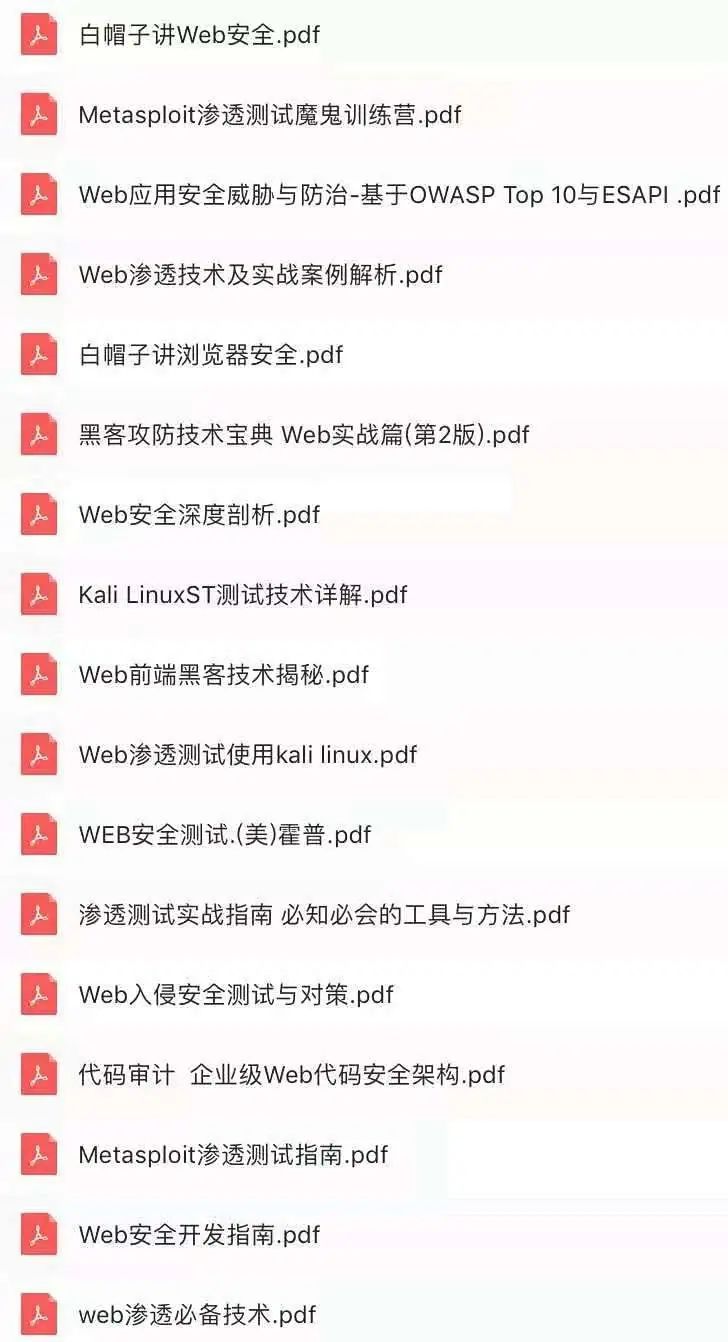 白帽子讲Web安全.pdf
Metasploit渗透测试魔鬼训练营.pdf
Web应用安全威胁与防治-基于OWASP Top 10与ESAPI .pdf
Web渗透技术及实战案例解析.pdf
白帽子讲浏览器安全.pdf
黑客攻防技术宝典 Web实战篇(第2版).pdf
Web安全深度剖析.pdf
Kali LinuxST测试技术详解.pdf
Web前端黑客技术揭秘.pdf
Web渗透测试使用kali linux.pdf
WEB安全测试.(美)霍普.pdf
渗透测试实战指南 必知必会的工具与方法.pdf
Web入侵安全测试与对策.pdf
代码审计  企业级Web代码安全架构.pdf
Metasploit渗透测试指南.pdf
Web安全开发指南.pdf
web渗透必备技术.pdf